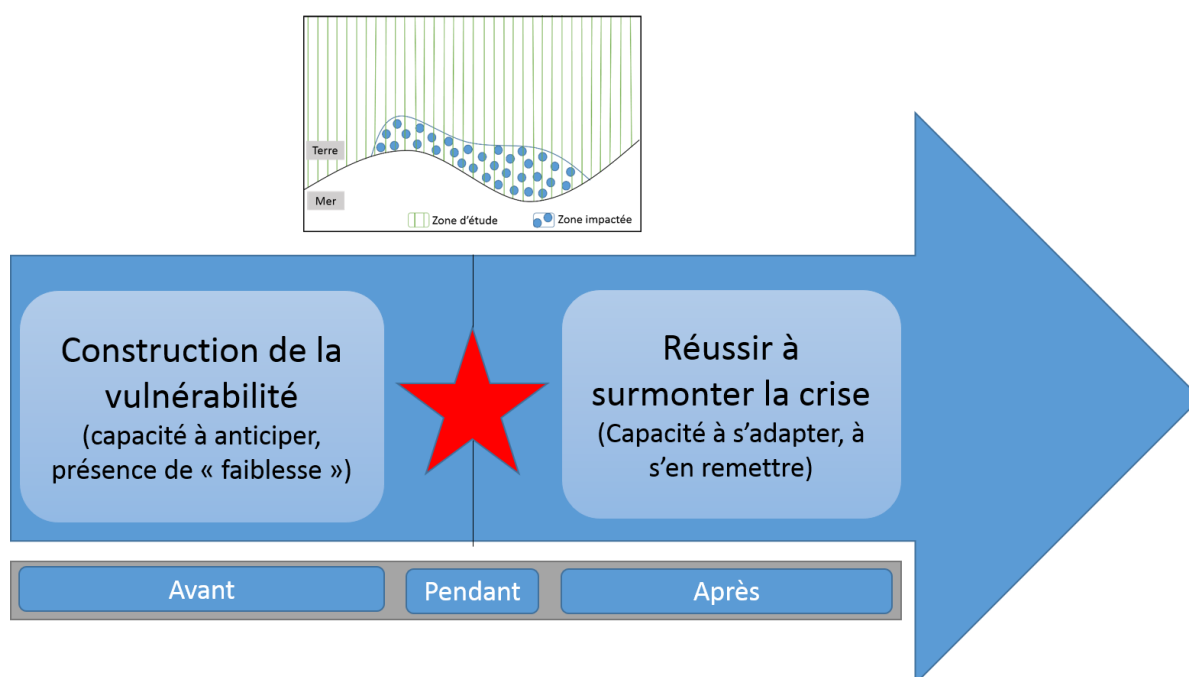 Terre
Mer
Zone d'étude
Zone impactée
Construction de la
vulnérabilité
(capacité à anticiper,
présence de « faiblesse »)
Réussir à
surmonter la crise
(Capacité à s'adapter, à
s'en remettre)
Avant
Pendant
Après